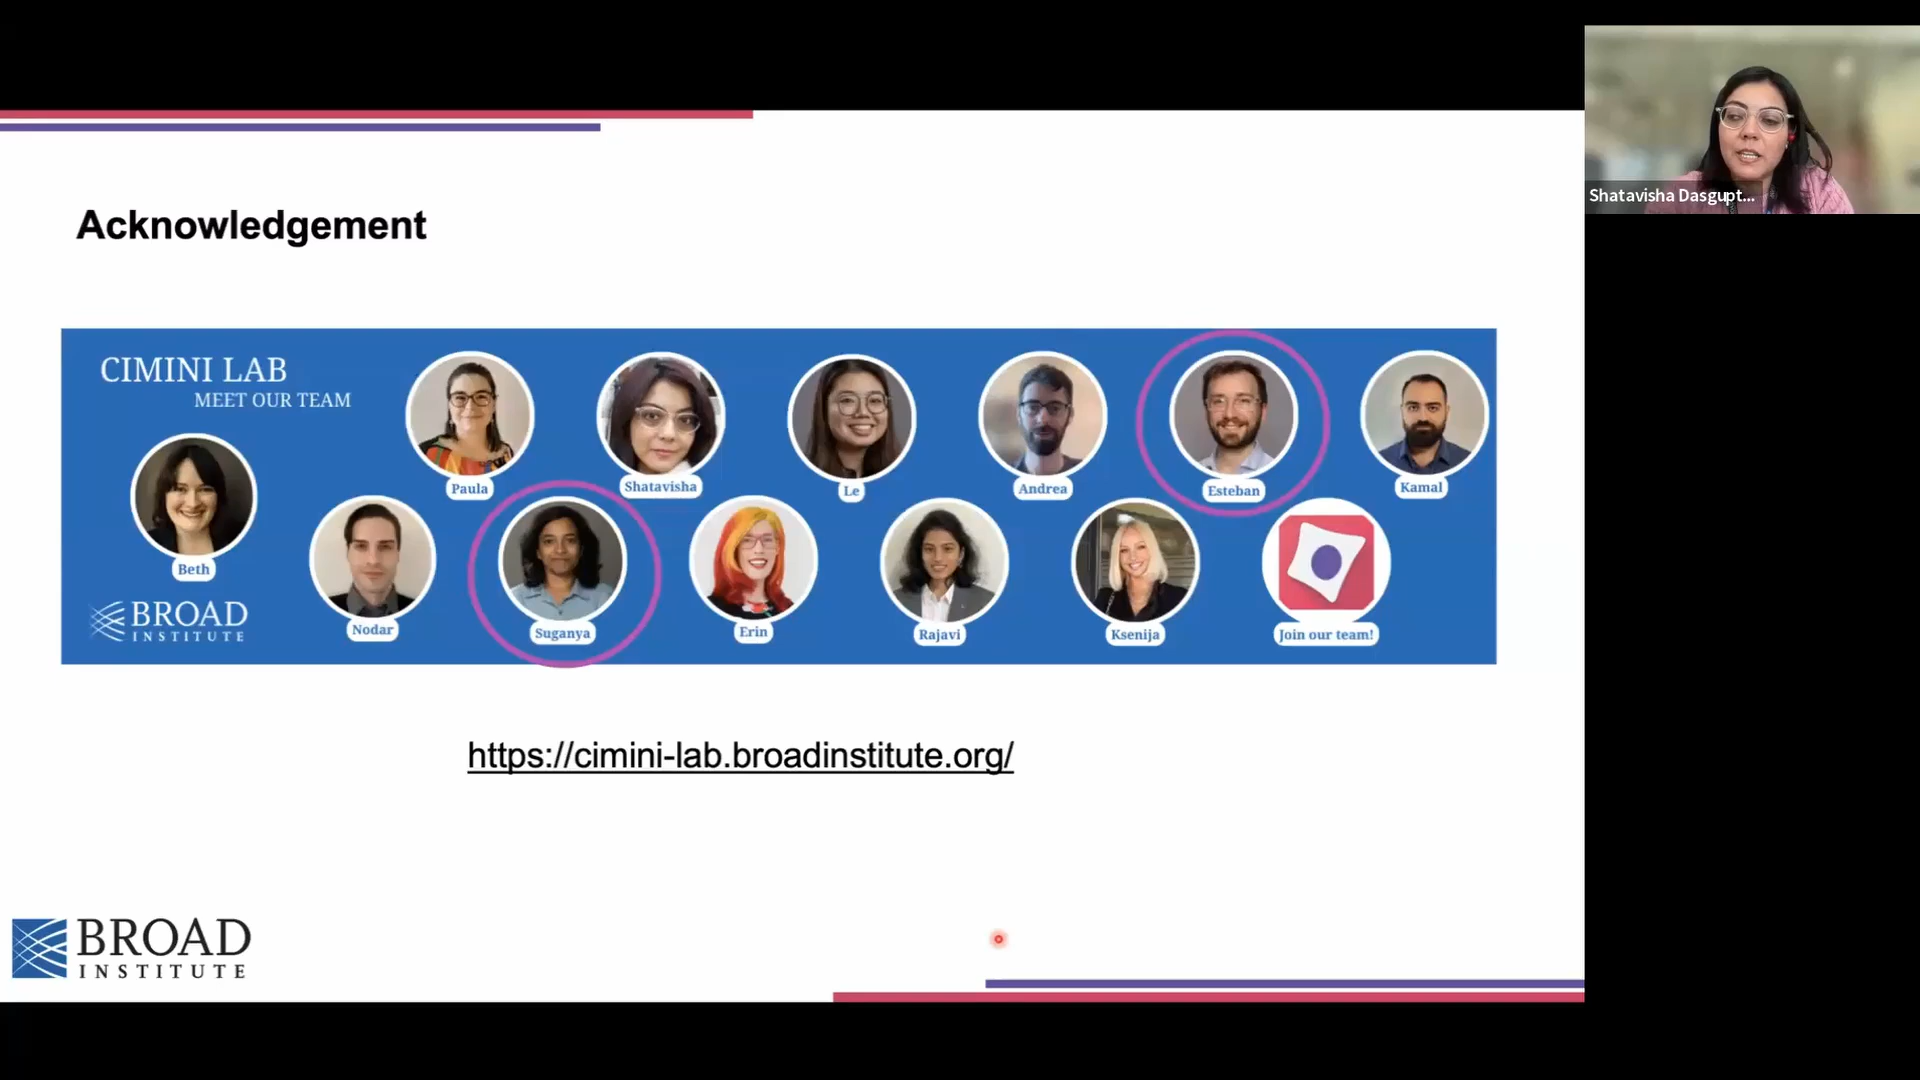 Acknowledgement
CIMINI LAB
MEET OUR TEAM
Paula
Shatavisha
Le
Andrea
Esteban
Kamal
Beth
Nodar
Suganya
Erin
Rajavi
Ksenija
Join our team!
BROAD
INSTITUTE
https://cimini-lab.broadinstitute.org/
BROAD
INSTITUTE
Shatavisha Dasgupt...